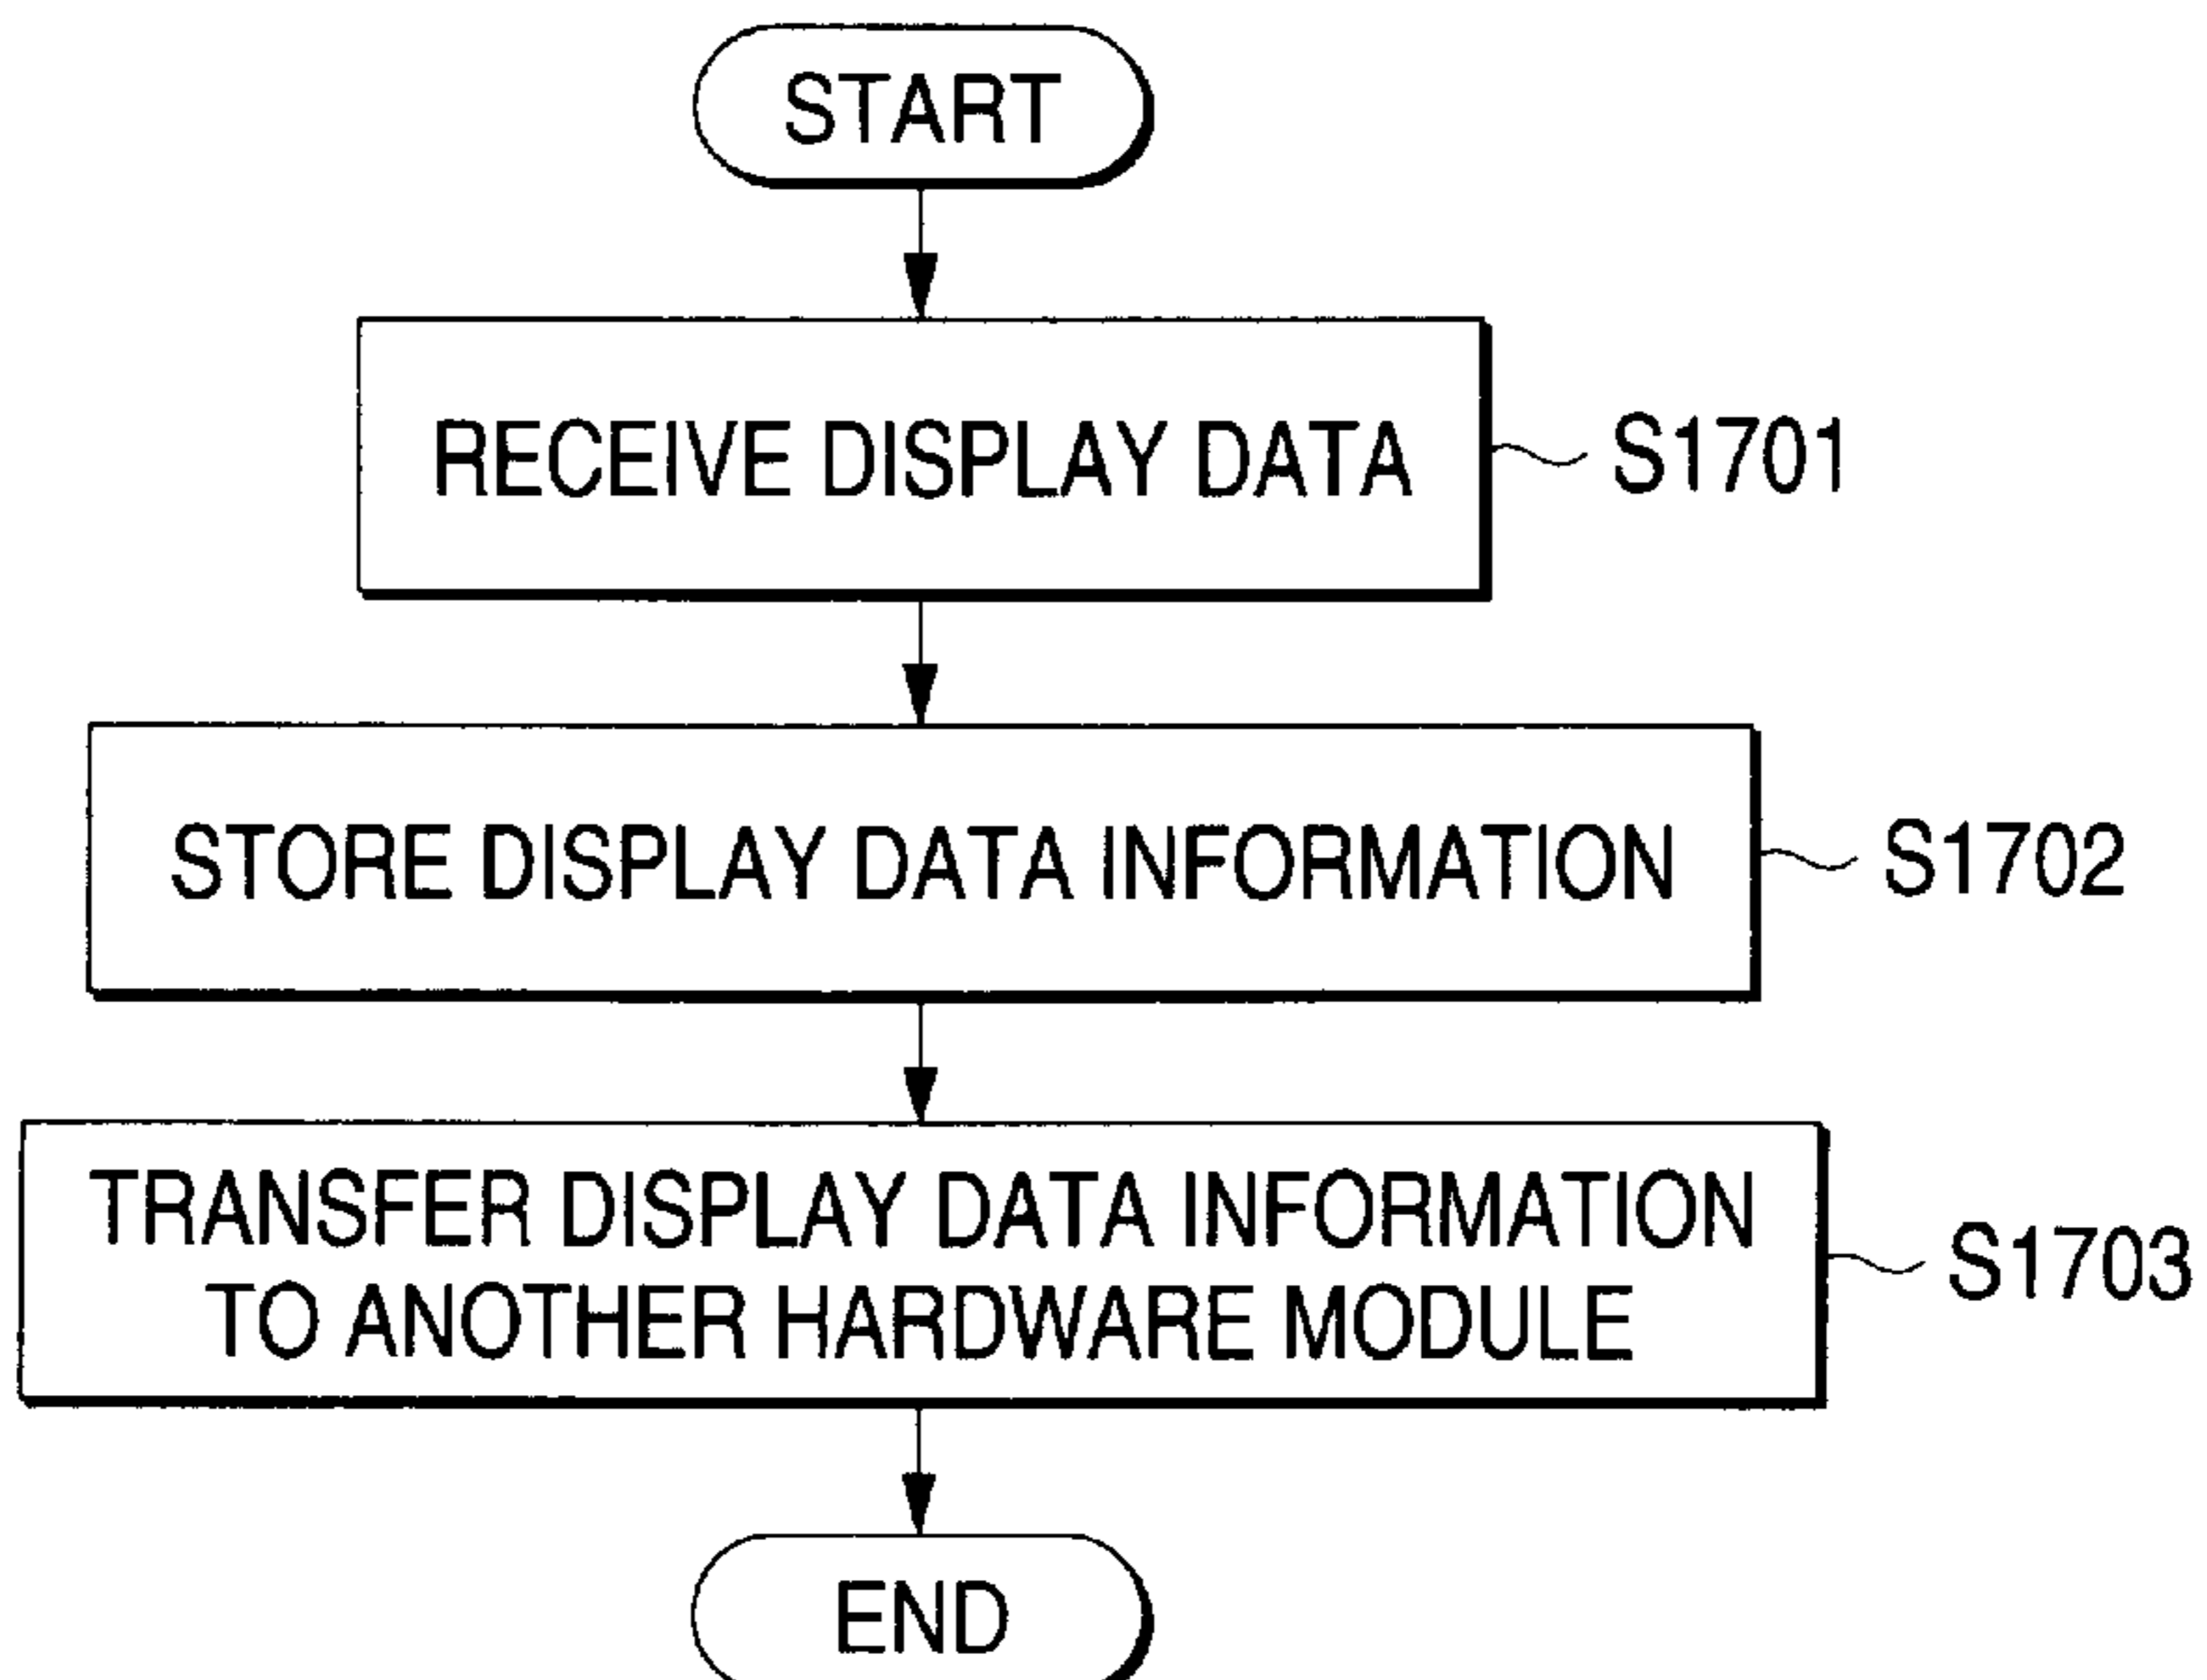 START
RECEIVE DISPLAY DATA
S1701
STORE DISPLAY DATA INFORMATION
S1702
TRANSFER DISPLAY DATA INFORMATION
TO ANOTHER HARDWARE MODULE
S1703
END